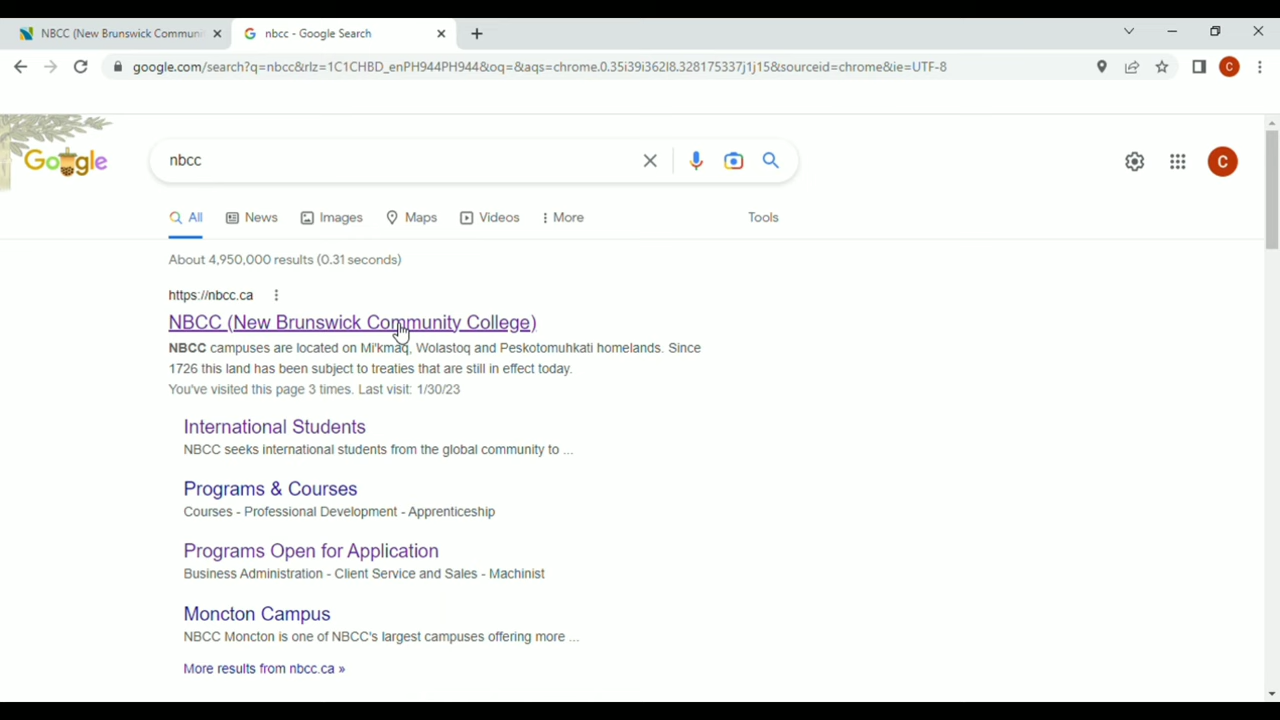 NBCC (New Brunswick Communi
nbcc - Google Search
google.com/search?q=nbcc&rlz=1C1CHBD_enPH944PH944&oq=&aqs=chrome.0.35i39i362l8.328175337j1j15&sourceid=chrome&ie=UTF-8
C
Google
nbcc
C
All
News
Images
Maps
Videos
More
Tools
About 4,950,000 results (0.31 seconds)
https://nbcc.ca
NBCC (New Brunswick Community College)
NBCC campuses are located on Mi'kmaq, Wolastoq and Peskotomuhkati homelands. Since
1726 this land has been subject to treaties that are still in effect today.
You've visited this page 3 times. Last visit: 1/30/23
International Students
NBCC seeks international students from the global community to ...
Programs & Courses
Courses - Professional Development - Apprenticeship
Programs Open for Application
Business Administration - Client Service and Sales - Machinist
Moncton Campus
NBCC Moncton is one of NBCC's largest campuses offering more ...
More results from nbcc.ca »